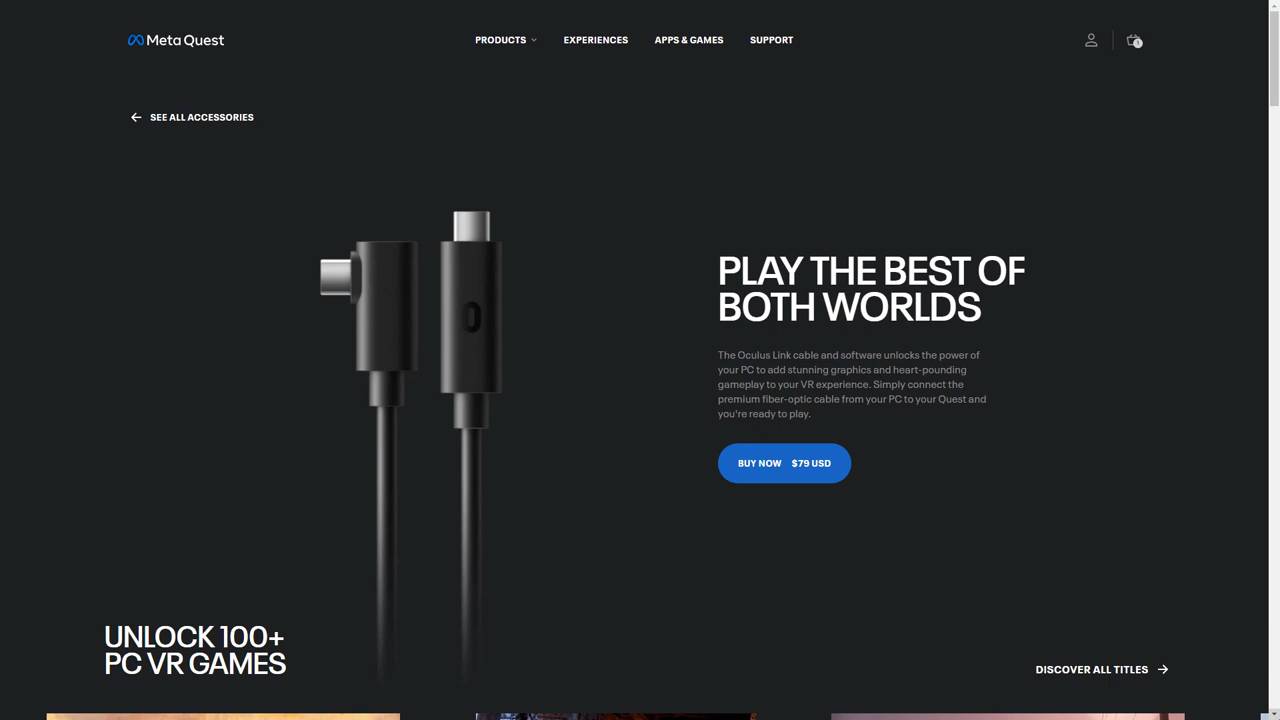 Meta Quest
PRODUCTS
EXPERIENCES
APPS & GAMES
SUPPORT
1
SEE ALL ACCESSORIES
PLAY THE BEST OF
BOTH WORLDS
The Oculus Link cable and software unlocks the power of
your PC to add stunning graphics and heart-pounding
gameplay to your VR experience. Simply connect the
premium fiber-optic cable from your PC to your Quest and
you're ready to play.
BUY NOW $79 USD
UNLOCK 100+
PC VR GAMES
DISCOVER ALL TITLES